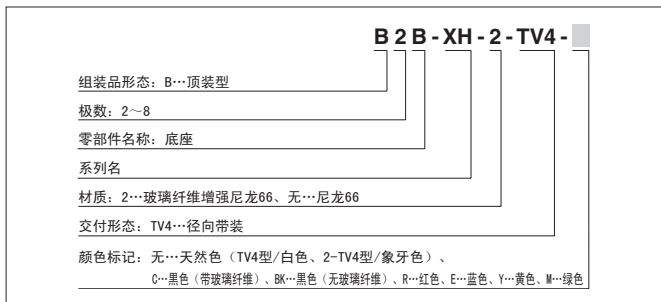 B 2 B - XH - 2 - TV4 -
组装品形态：B…顶装型
极数：2～8
零部件名称：底座
系列名
材质：2…玻璃纤维增强尼龙66、无…尼龙66
交付形态：TV4…径向带装
颜色标记：无…天然色（TV4型/白色、2-TV4型/象牙色）、
C…黑色（带玻璃纤维）、BK…黑色（无玻璃纤维）、R…红色、E…蓝色、Y…黄色、M…绿色